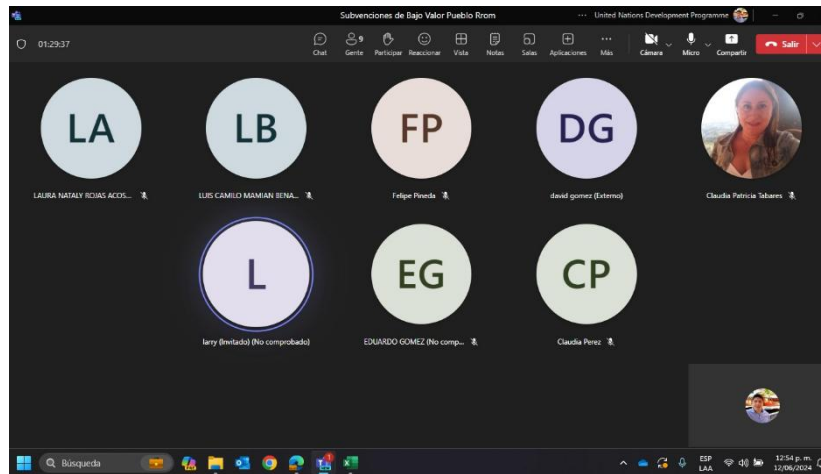 Subvenciones de Bajo Valor Pueblo Rrom
United Nations Development Programme
01:29:37
Chat Gente 9 Participar Reaccionar Vista Notas Salas Aplicaciones Más Cámara Micro Compartir Salir
LA LB FP DG
LAURA NATALY ROJAS ACOS... LUIS CAMILO MAMIAN BENA... Felipe Pineda david gomez (Externo) Claudia Patricia Tabares
L EG CP
larry (Invitado) (No comprobado) EDUARDO GOMEZ (No comp... Claudia Perez
Búsqueda
ESP 12:54 p. m.
LAA 12/06/2024